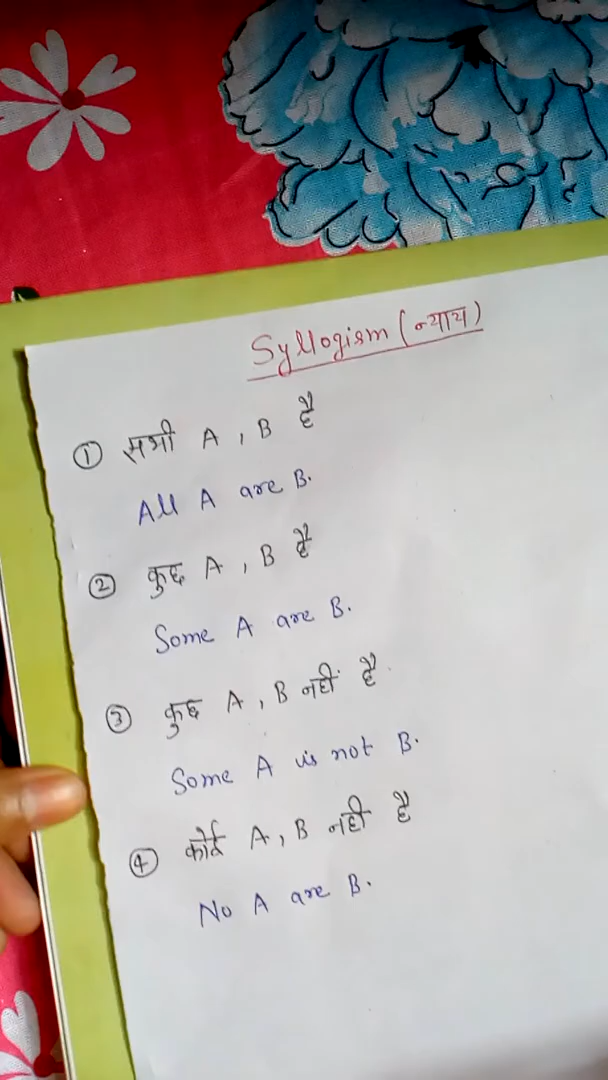 Syllogism (न्याय)
① सभी A , B है
All A are B.
② कुछ A , B है
Some A are B.
③ कुछ A , B नहीं है.
Some A is not B.
④ कोई A , B नही है
No A are B.